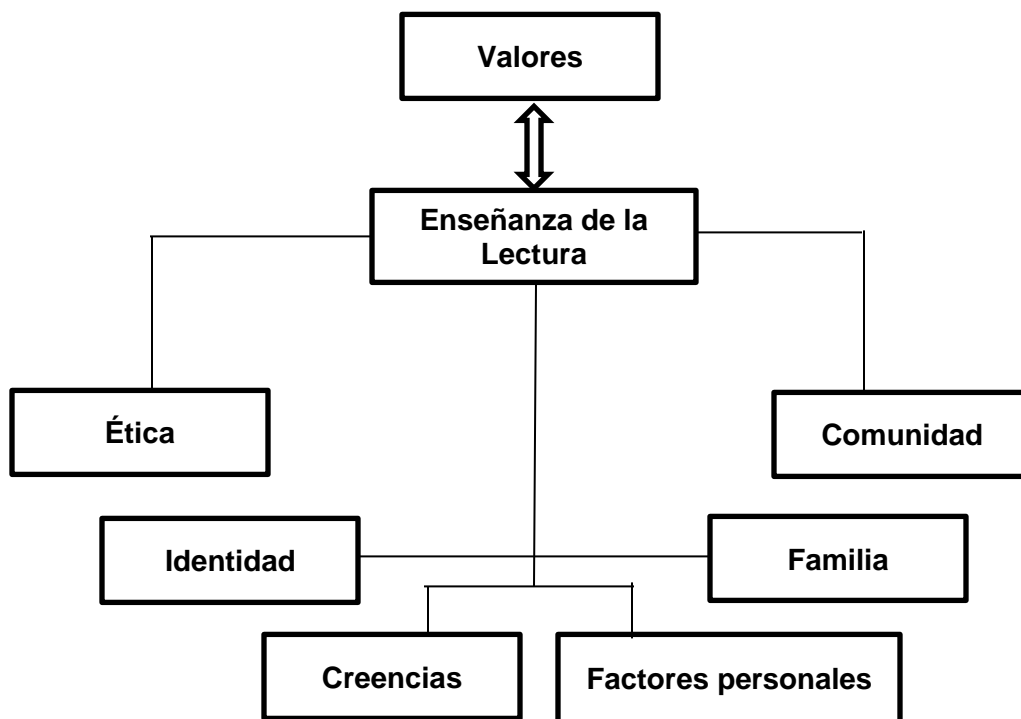 Valores
Enseñanza de la
Lectura
Ética
Comunidad
Identidad
Familia
Creencias
Factores personales